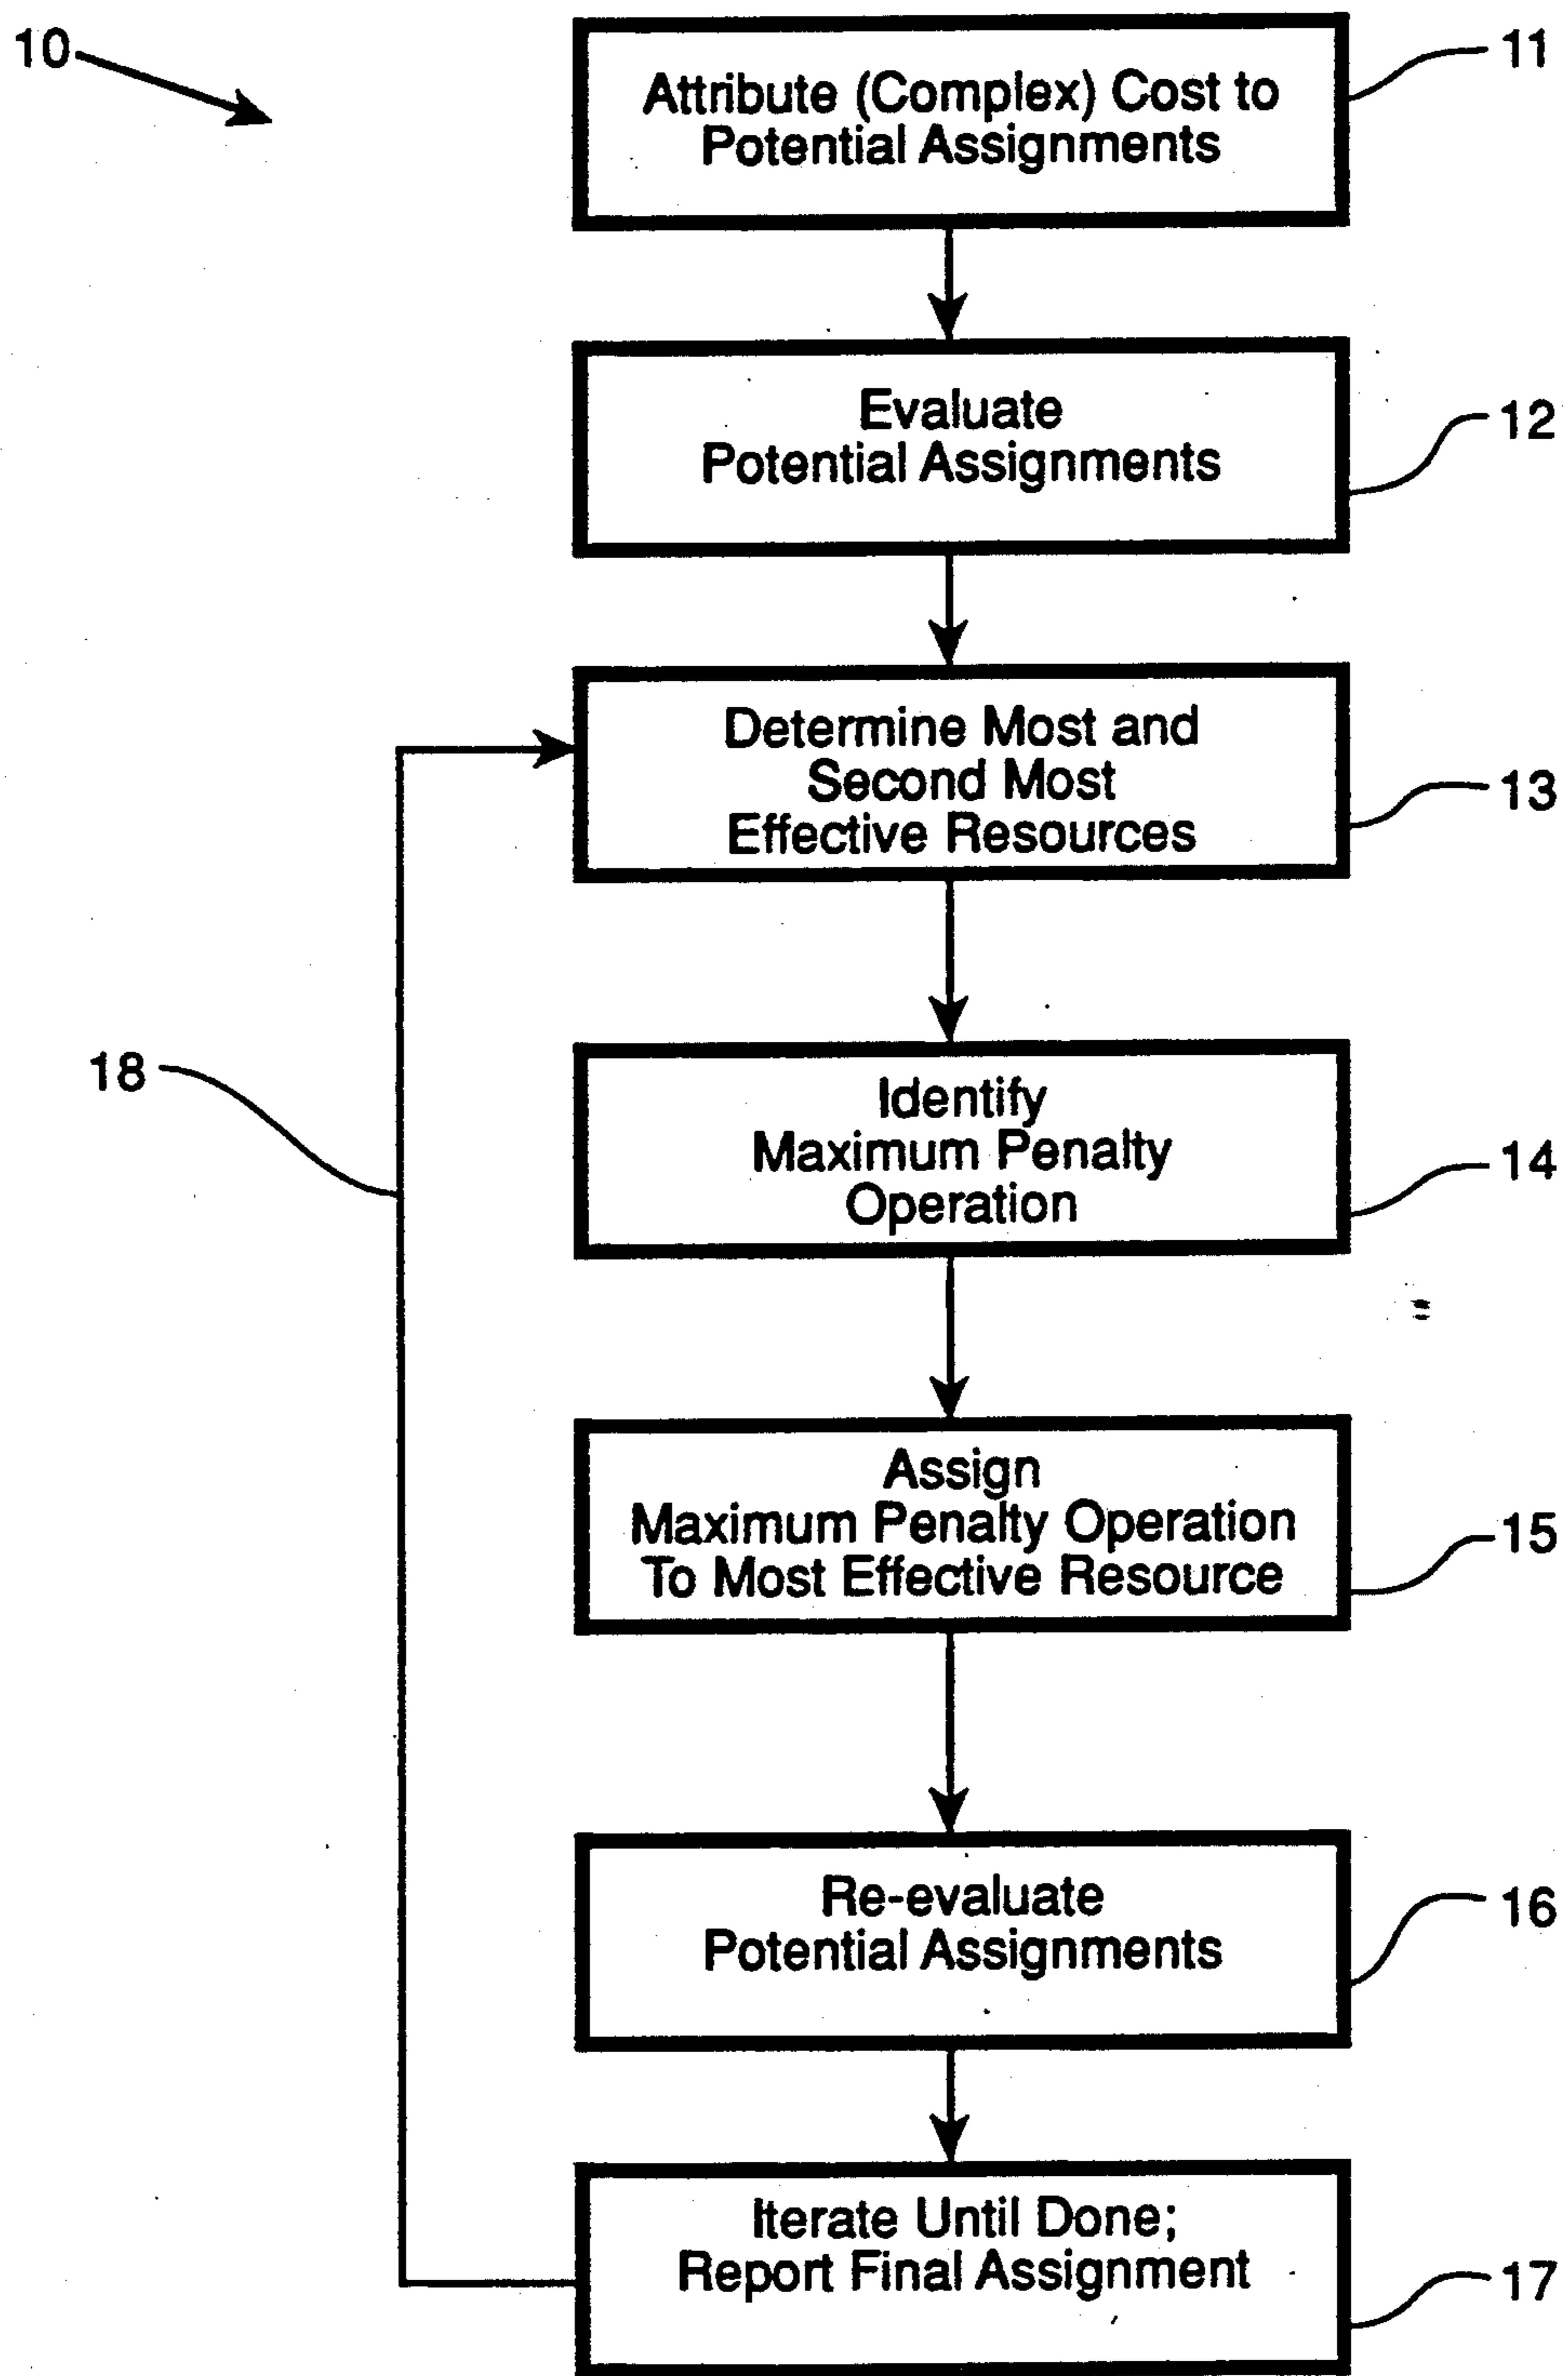 10
11
Attribute (Complex) Cost to
Potential Assignments
Evaluate
Potential Assignments
12
Determine Most and
Second Most
Effective Resources
13
18
Identify
Maximum Penalty
Operation
14
Assign
Maximum Penalty Operation
To Most Effective Resource
15
Re-evaluate
Potential Assignments
16
Iterate Until Done;
Report Final Assignment
17